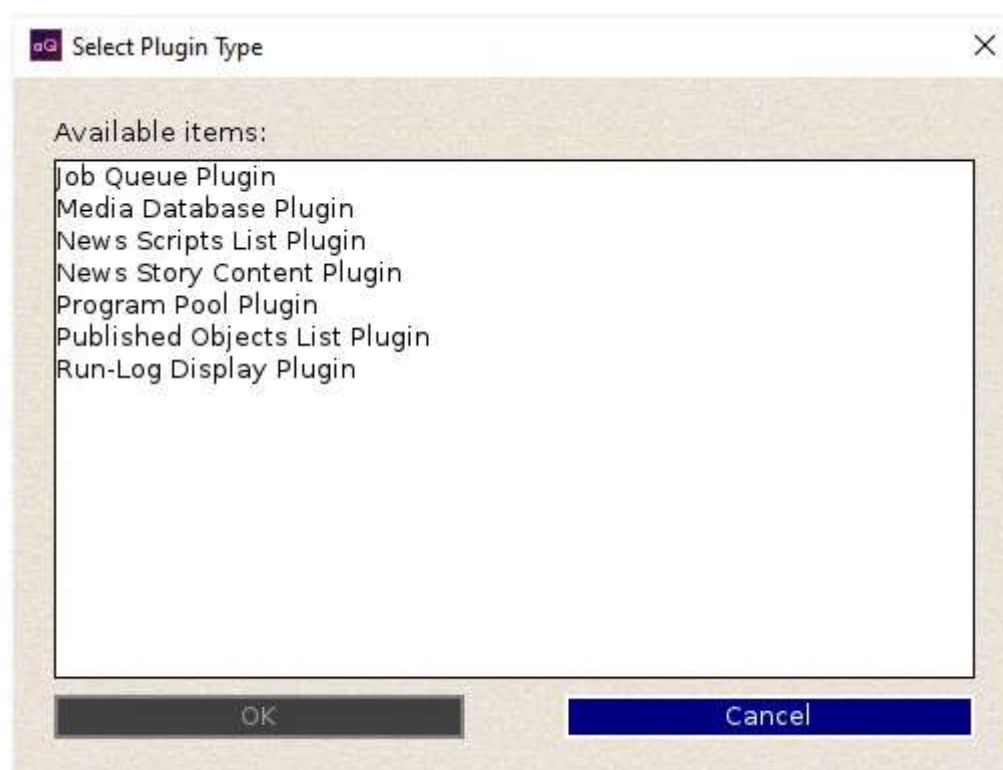 aQ Select Plugin Type
Available items:
Job Queue Plugin
Media Database Plugin
News Scripts List Plugin
News Story Content Plugin
Program Pool Plugin
Published Objects List Plugin
Run-Log Display Plugin
OK Cancel